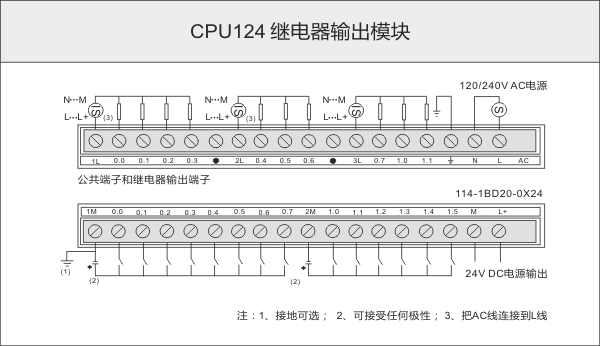 CPU124 继电器输出模块
120/240V AC电源
N···M N···M N···M
L···L+ (3) L···L+ (3) L···L+
1L 0.0 0.1 0.2 0.3 2L 0.4 0.5 0.6 3L 0.7 1.0 1.1 N L AC
公共端子和继电器输出端子
114-1BD20-0X24
1M 0.0 0.1 0.2 0.3 0.4 0.5 0.6 0.7 2M 1.0 1.1 1.2 1.3 1.4 1.5 M L+
(1) (2) (2)
24V DC电源输出
注：1、接地可选； 2、可接受任何极性； 3、把AC线连接到L线